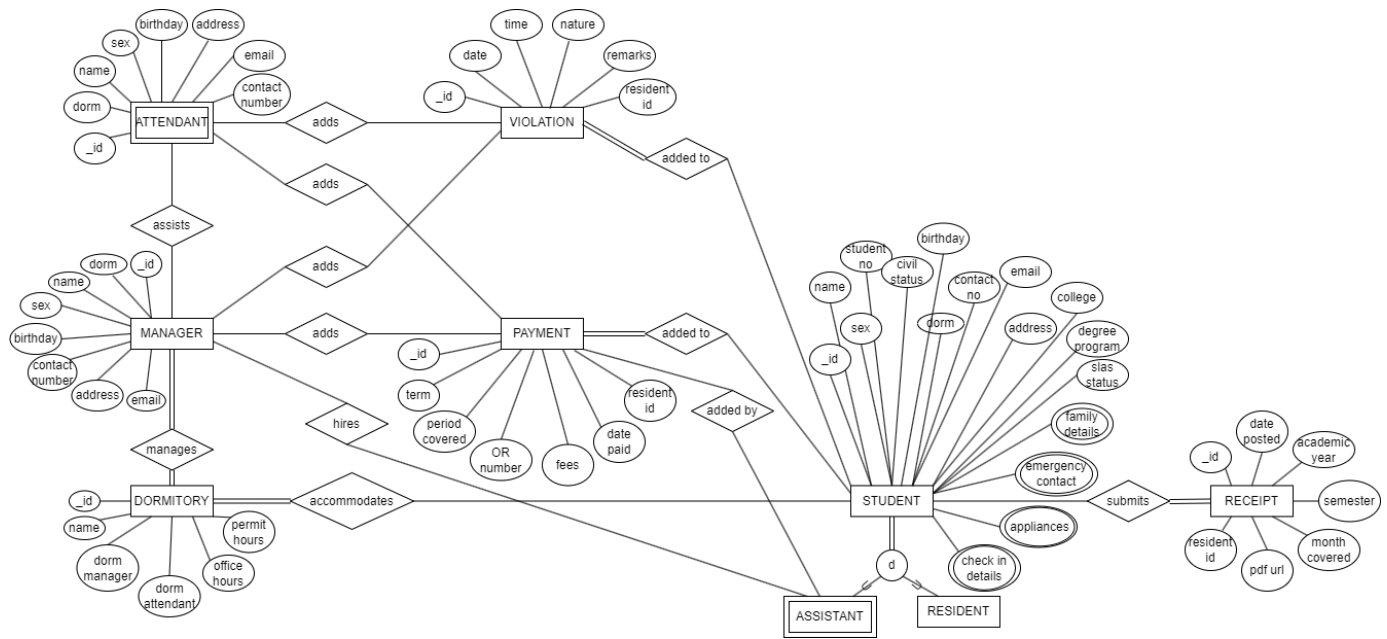 birthday
address
sex
email
name
contact
number
dorm
ATTENDANT
_id
adds
time
nature
date
remarks
_id
resident
id
VIOLATION
added to
adds
assists
adds
dorm
_id
name
sex
MANAGER
birthday
contact
number
address
email
adds
PAYMENT
added to
_id
term
period
covered
OR
number
fees
date
paid
resident
id
added by
hires
manages
_id
DORMITORY
name
dorm
manager
dorm
attendant
office
hours
permit
hours
accommodates
birthday
student
no
civil
status
name
contact
no
email
college
sex
dorm
address
degree
program
_id
slas
status
family
details
emergency
contact
STUDENT
appliances
check in
details
d
ASSISTANT
RESIDENT
submits
date
posted
academic
year
_id
RECEIPT
semester
resident
id
pdf url
month
covered